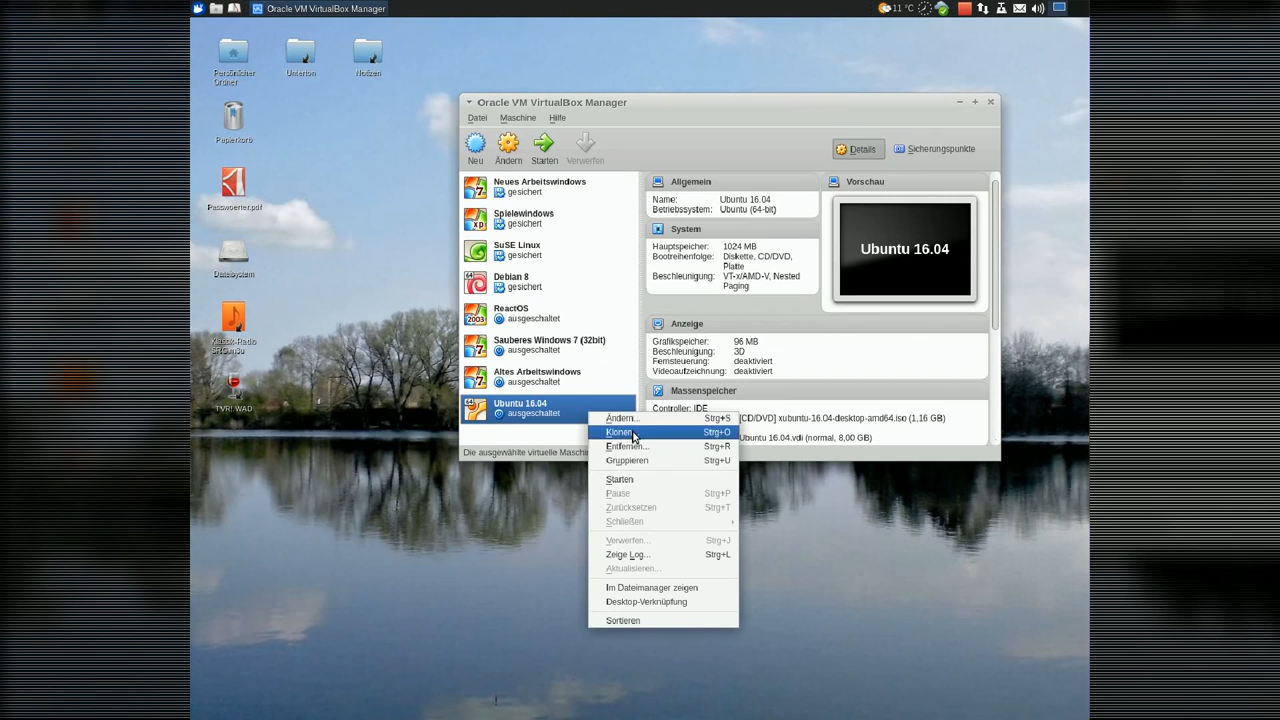 Oracle VM VirtualBox Manager
11 °C
Persönlicher
Ordner
Unterton
Notizen
Papierkorb
Passwoerter.pdf
Dateisystem
Klassik-Radio
TVR!.WAD
Oracle VM VirtualBox Manager
Datei Maschine Hilfe
Neu Ändern Starten Verwerfen
Details Sicherungspunkte
Neues Arbeitswindows
gesichert
Spielewindows
gesichert
SuSE Linux
gesichert
Debian 8
gesichert
ReactOS
ausgeschaltet
Sauberes Windows 7 (32bit)
ausgeschaltet
Altes Arbeitswindows
ausgeschaltet
Ubuntu 16.04
ausgeschaltet
Die ausgewählte virtuelle
Allgemein
Name: Ubuntu 16.04
Betriebssystem: Ubuntu (64-bit)
System
Hauptspeicher: 1024 MB
Bootreihenfolge: Diskette, CD/DVD,
Platte
Beschleunigung: VT-x/AMD-V, Nested
Paging
Vorschau
Ubuntu 16.04
Anzeige
Grafikspeicher: 96 MB
Beschleunigung: 3D
Fernsteuerung: deaktiviert
Videoaufzeichnung: deaktiviert
Massenspeicher
Controller: IDE
[CD/DVD] xubuntu-16.04-desktop-amd64.iso (1,16 GB)
Ubuntu 16.04.vdi (normal, 8,00 GB)
Ändern... Strg+S
Klonen Strg+O
Entfernen... Strg+R
Gruppieren Strg+U
Starten
Pause Strg+P
Zurücksetzen Strg+T
Schließen
Verwerfen... Strg+J
Zeige Log... Strg+L
Aktualisieren...
Im Dateimanager zeigen
Desktop-Verknüpfung
Sortieren